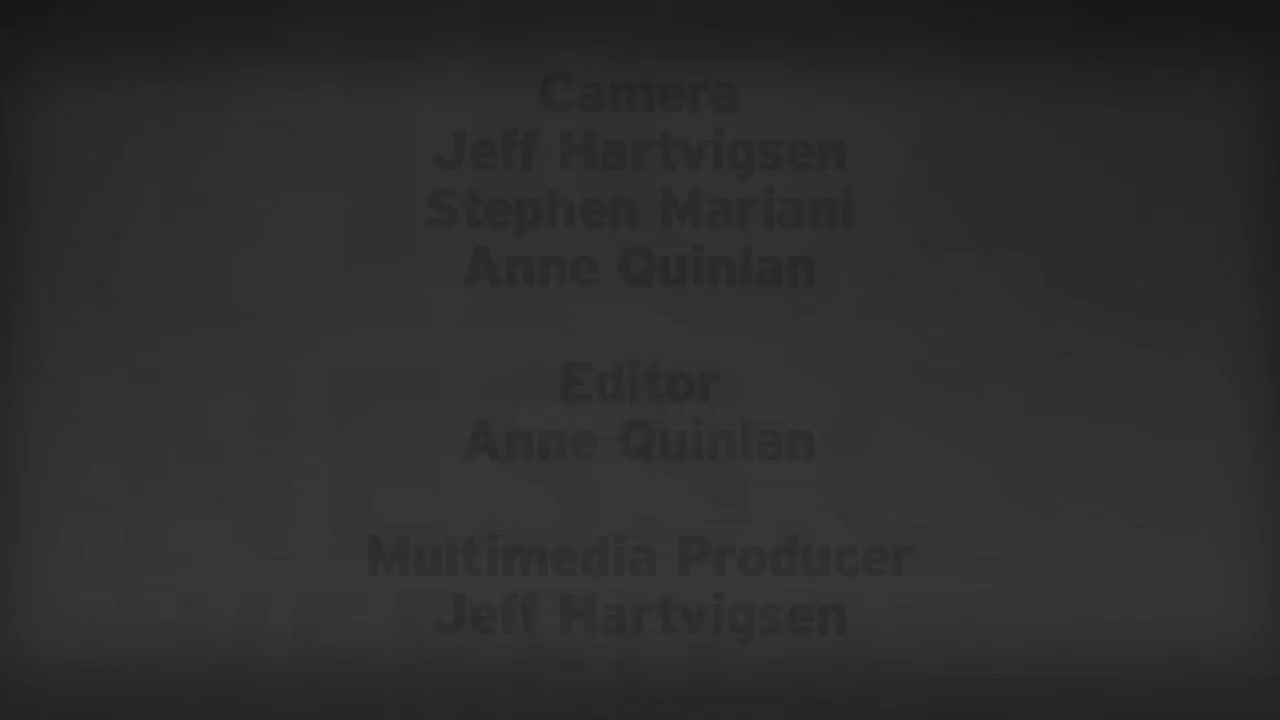 Camera
Jeff Hartvigsen
Stephen Mariani
Anne Quinlan
Editor
Anne Quinlan
Multimedia Producer
Jeff Hartvigsen